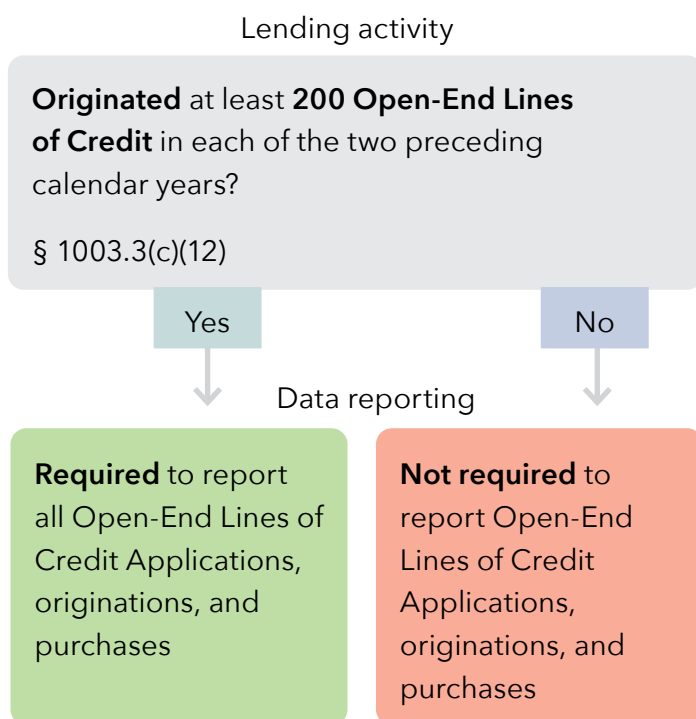 Lending activity
Originated at least 200 Open-End Lines
of Credit in each of the two preceding
calendar years?
§ 1003.3(c)(12)
Yes
No
Data reporting
Required to report
all Open-End Lines of
Credit Applications,
originations, and
purchases
Not required to
report Open-End
Lines of Credit
Applications,
originations, and
purchases